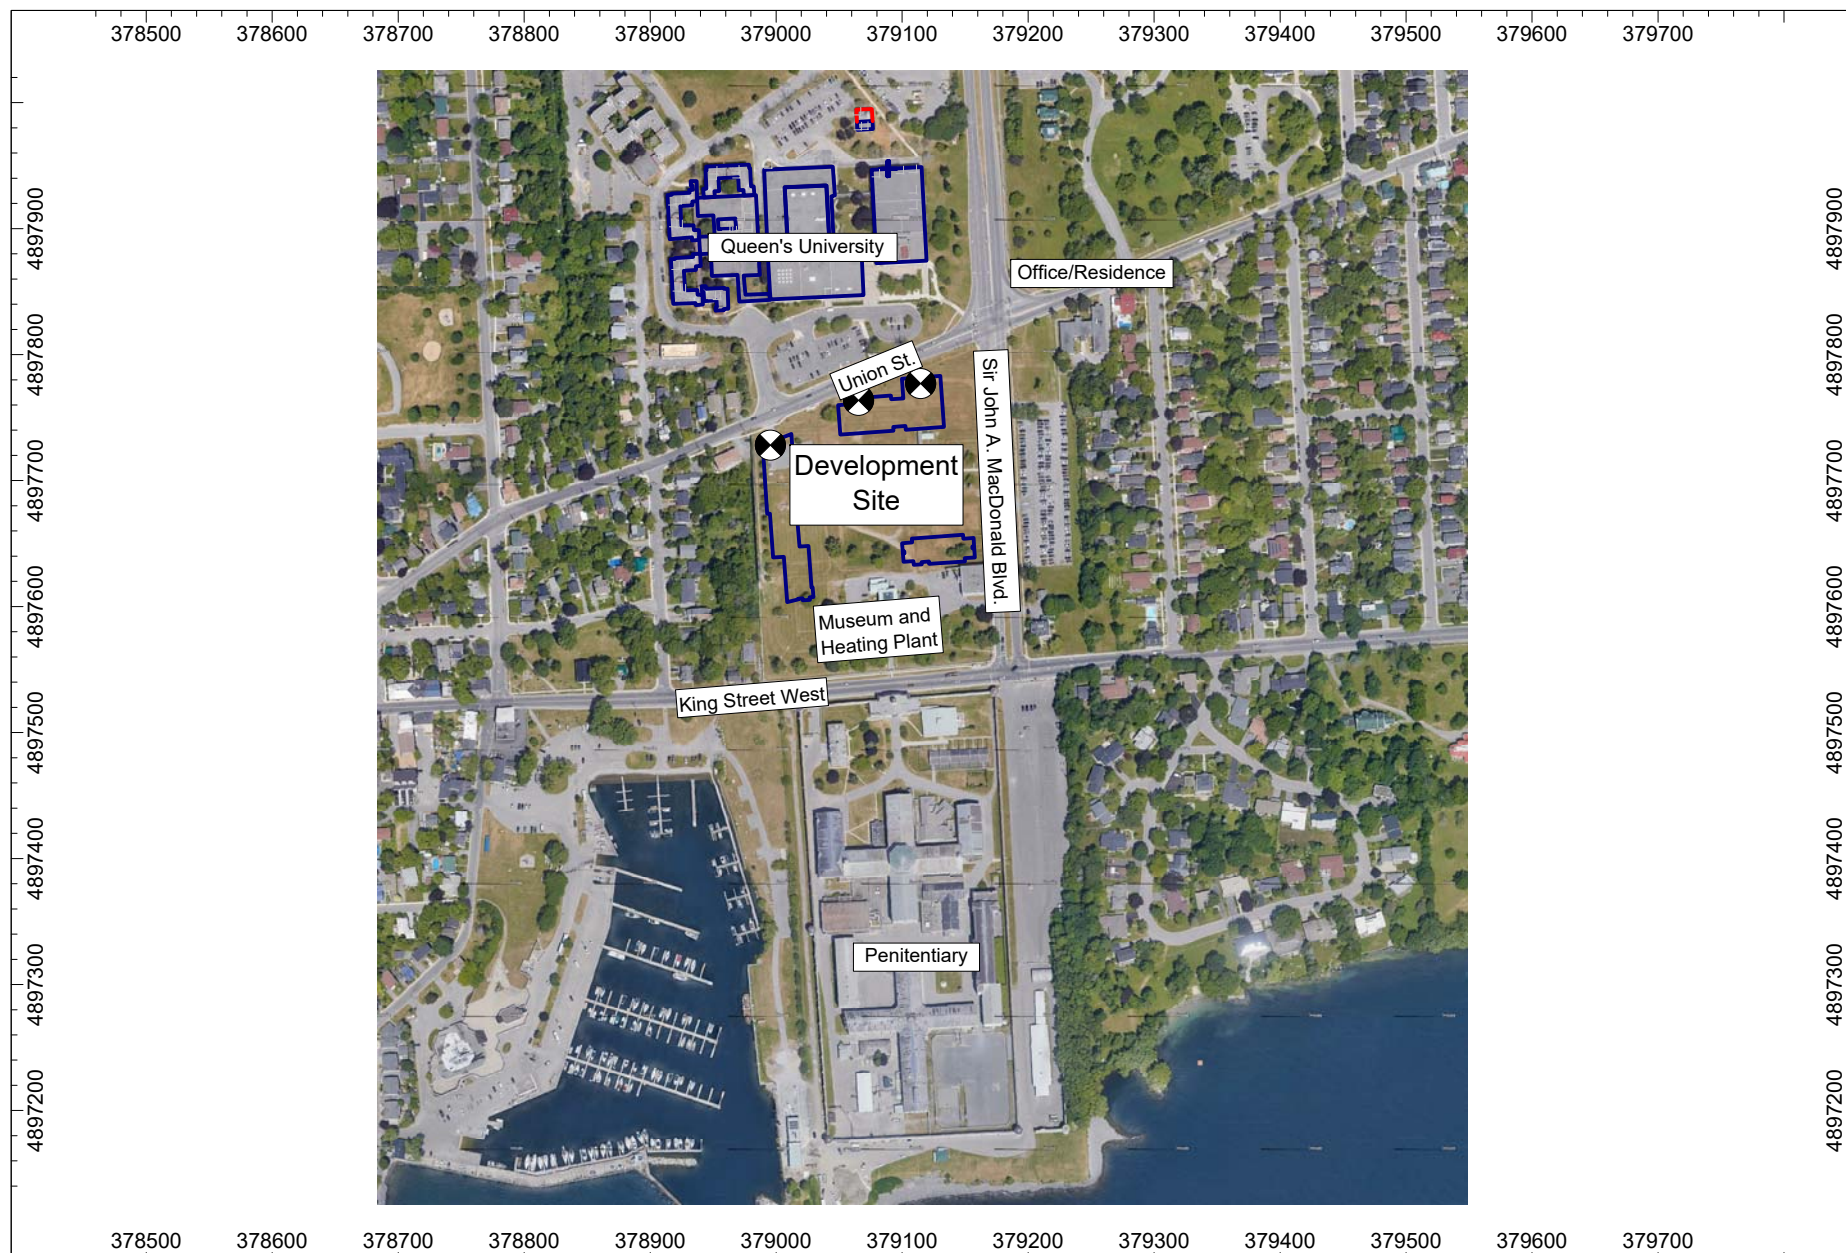 378500 378600 378700 378800 378900 379000 379100 379200 379300 379400 379500 379600 379700
4897900
4897800
4897700
4897600
4897500
4897400
4897300
4897200
Queen's University
Office/Residence
Union St.
Sir John A. MacDonald Blvd.
Development
Site
Museum and
Heating Plant
King Street West
Penitentiary
4897900
4897800
4897700
4897600
4897500
4897400
4897300
4897200
378500 378600 378700 378800 378900 379000 379100 379200 379300 379400 379500 379600 379700